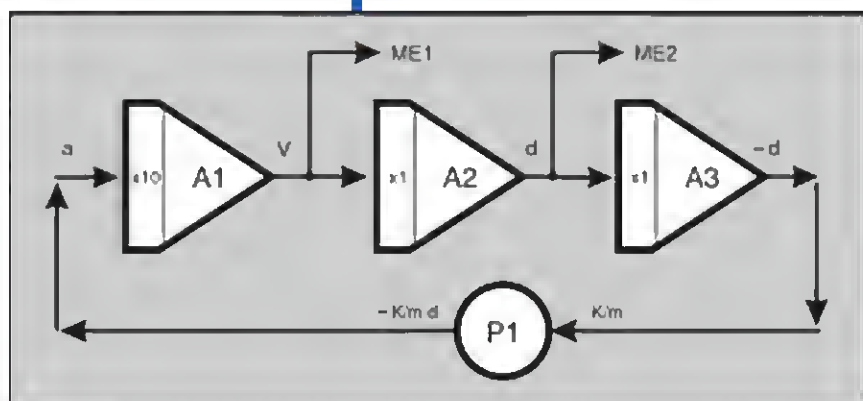 ME1
ME2
a
V
d
– d
x10
A1
x1
A2
x1
A3
– K/m d
P1
K/m